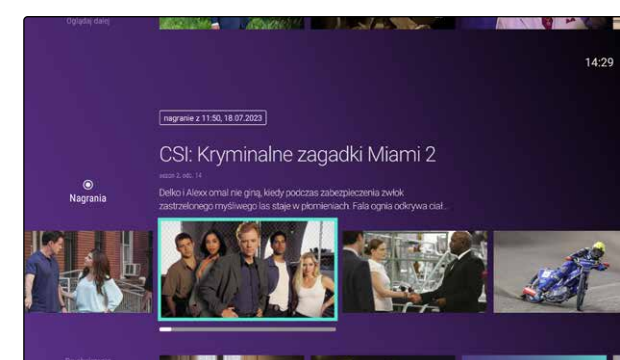 Oglądaj dalej
14:29
nagranie z 11:50, 18.07.2023
CSI: Kryminalne zagadki Miami 2
sezon 2, odc. 14
Nagrania
Delko i Alexx omal nie giną, kiedy podczas zabezpieczenia zwłok
zastrzelonego myśliwego las staje w płomieniach. Fala ognia odkrywa ciał...